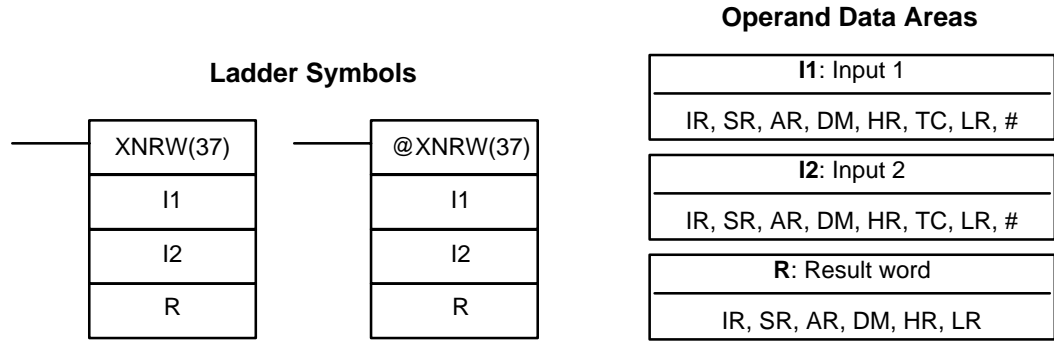 Operand Data Areas
Ladder Symbols
XNRW(37)
I1
I2
R
@XNRW(37)
I1
I2
R
I1: Input 1
IR, SR, AR, DM, HR, TC, LR, #
I2: Input 2
IR, SR, AR, DM, HR, TC, LR, #
R: Result word
IR, SR, AR, DM, HR, LR